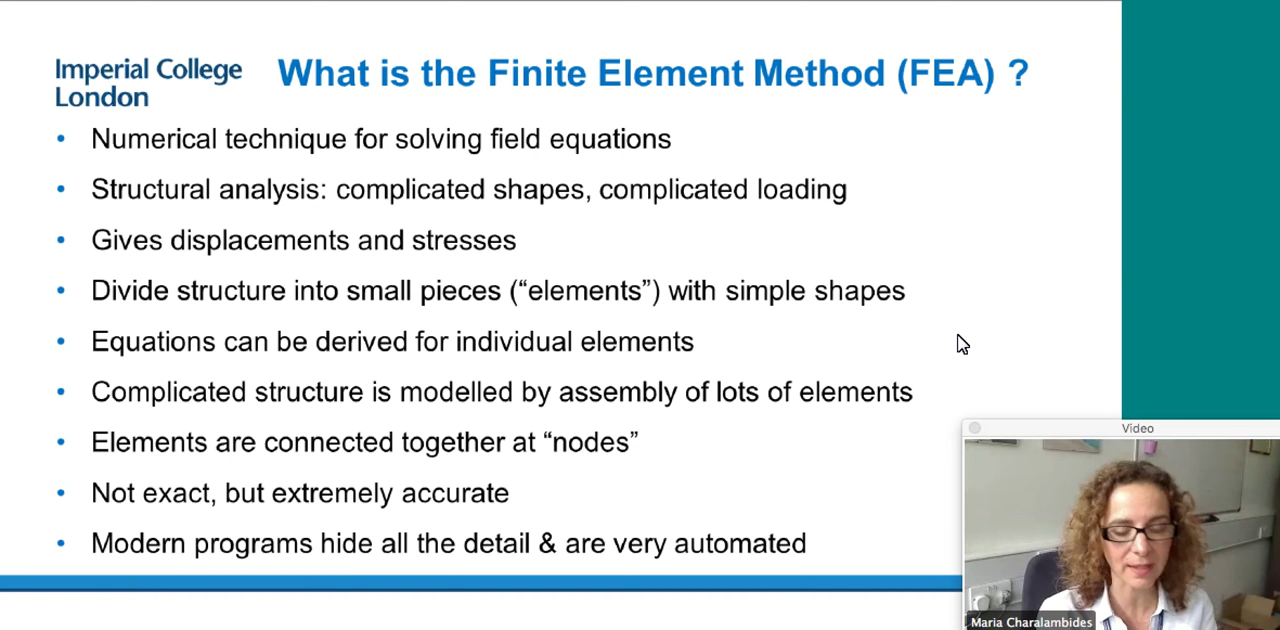 Imperial College
London
What is the Finite Element Method (FEA) ?
• Numerical technique for solving field equations
• Structural analysis: complicated shapes, complicated loading
• Gives displacements and stresses
• Divide structure into small pieces (“elements”) with simple shapes
• Equations can be derived for individual elements
• Complicated structure is modelled by assembly of lots of elements
• Elements are connected together at “nodes”
• Not exact, but extremely accurate
• Modern programs hide all the detail & are very automated
Video
Maria Charalambides